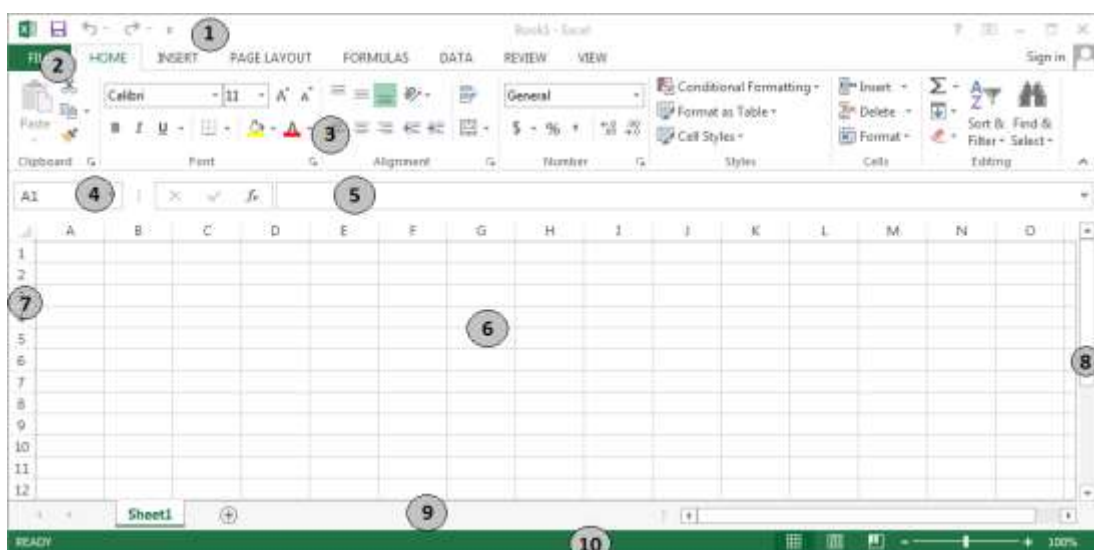 1 Book1 - Excel ?
2 HOME INSERT PAGE LAYOUT FORMULAS DATA REVIEW VIEW Sign in
Calibri 11 A A General Conditional Formatting Insert Σ A Z
Paste Format as Table Delete
B I U A 3 $ % , Cell Styles Format Sort & Find &
Filter Select
Clipboard Font Alignment Number Styles Cells Editing
A1 4 fx 5
A B C D E F G H I J K L M N O
1
2
7
5 6
6 8
7
8
9
10
11
12
Sheet1 9
READY 10 100%